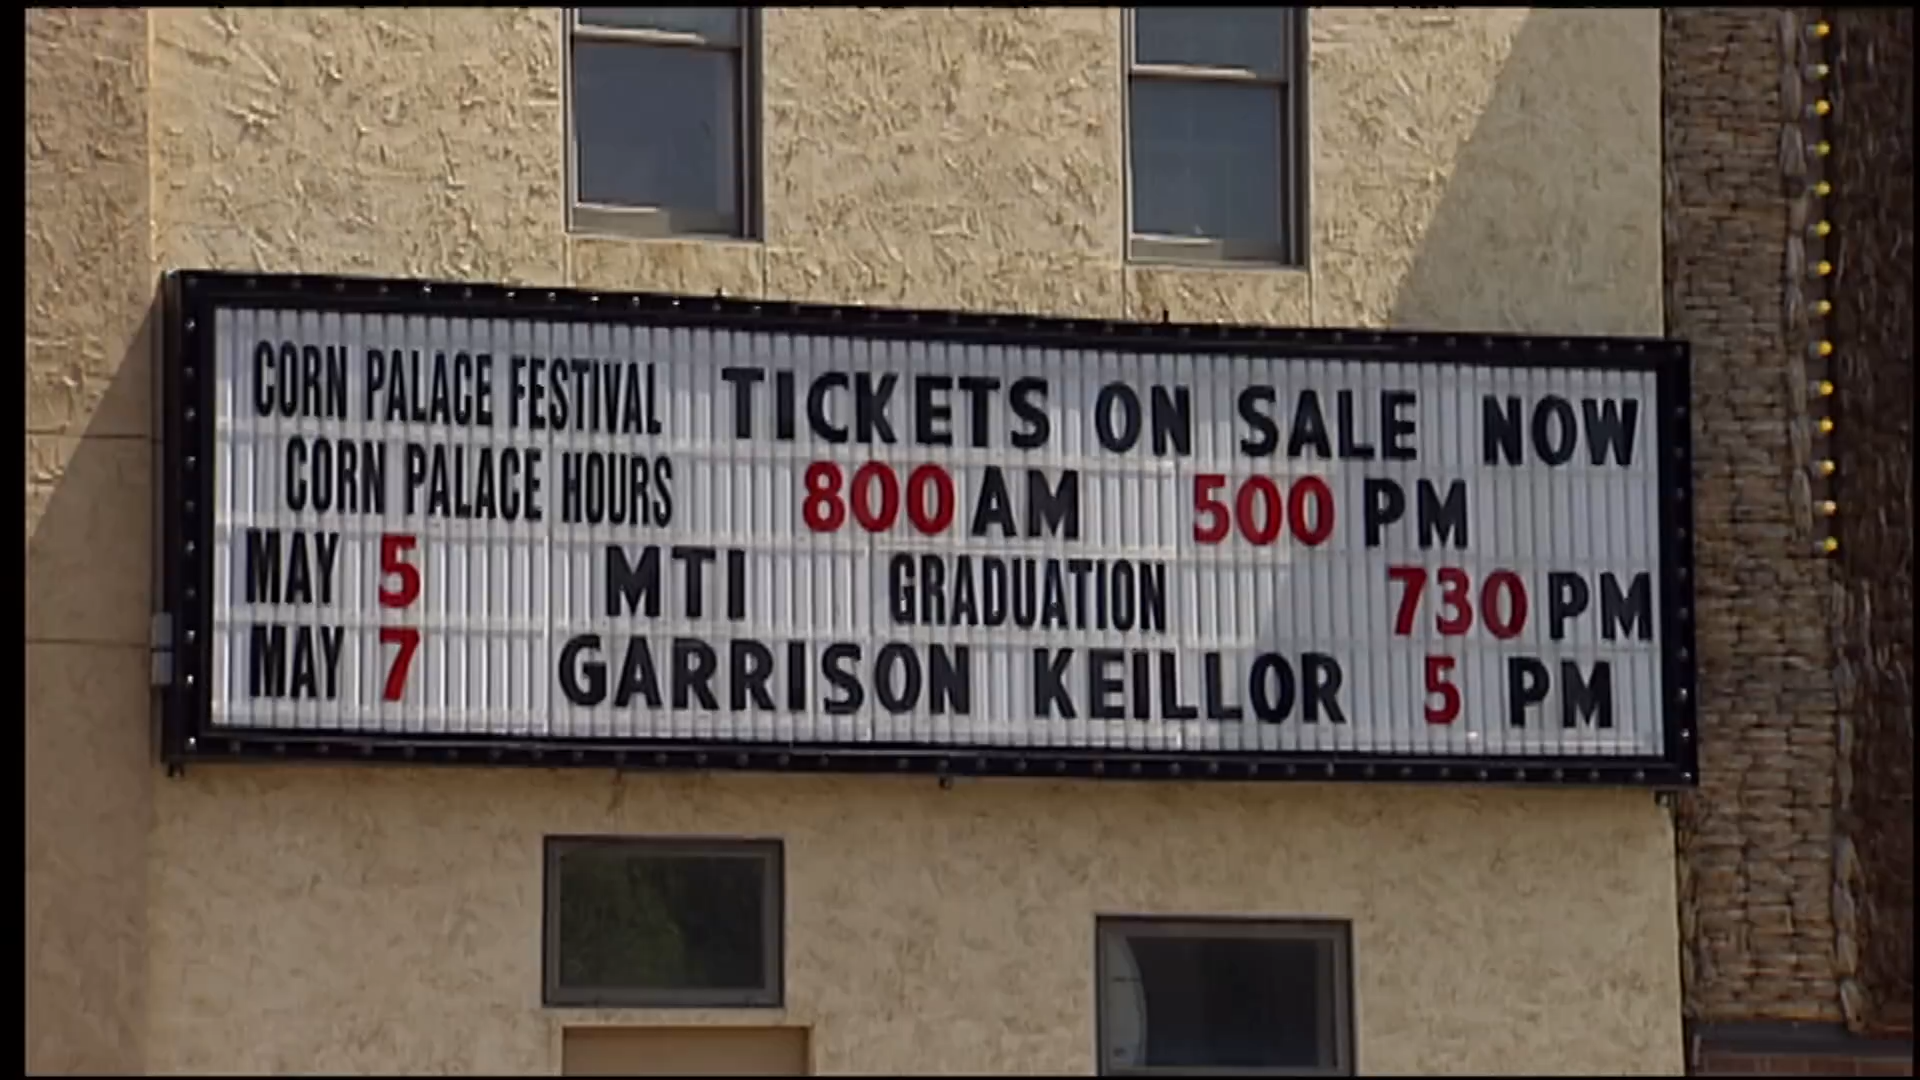 CORN PALACE FESTIVAL TICKETS ON SALE NOW
CORN PALACE HOURS 800 AM 500 PM
MAY 5 MTI GRADUATION 730 PM
MAY 7 GARRISON KEILLOR 5 PM